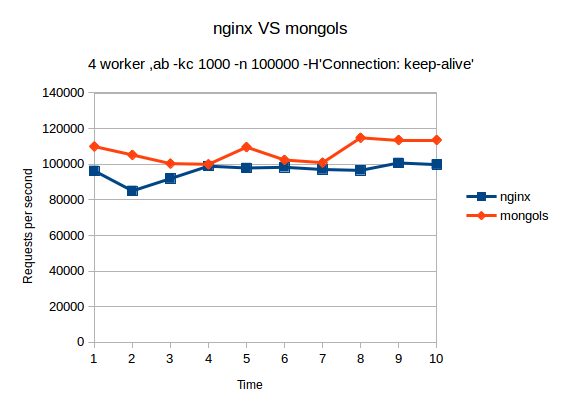 nginx VS mongols
4 worker ,ab -kc 1000 -n 100000 -H'Connection: keep-alive'
140000
120000
100000
80000
60000
40000
20000
0
Requests per second
1 2 3 4 5 6 7 8 9 10
Time
nginx
mongols